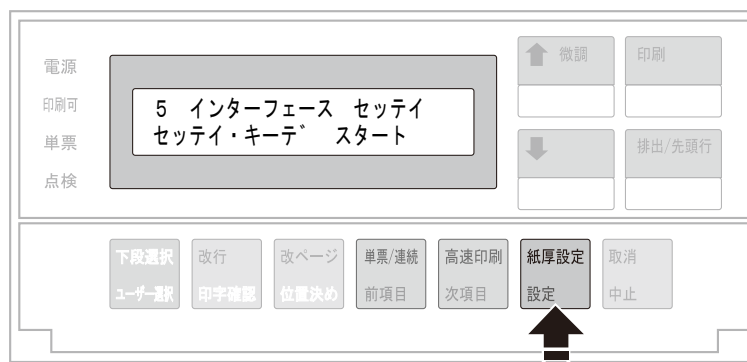 電源
印刷可
単票
点検
5 インターフェース セッテイ
セッテイ・キーデ゛ スタート
微調
印刷
排出/先頭行
下段選択
ユーザー選択
改行
印字確認
改ページ
位置決め
単票/連続
前項目
高速印刷
次項目
紙厚設定
設定
取消
中止